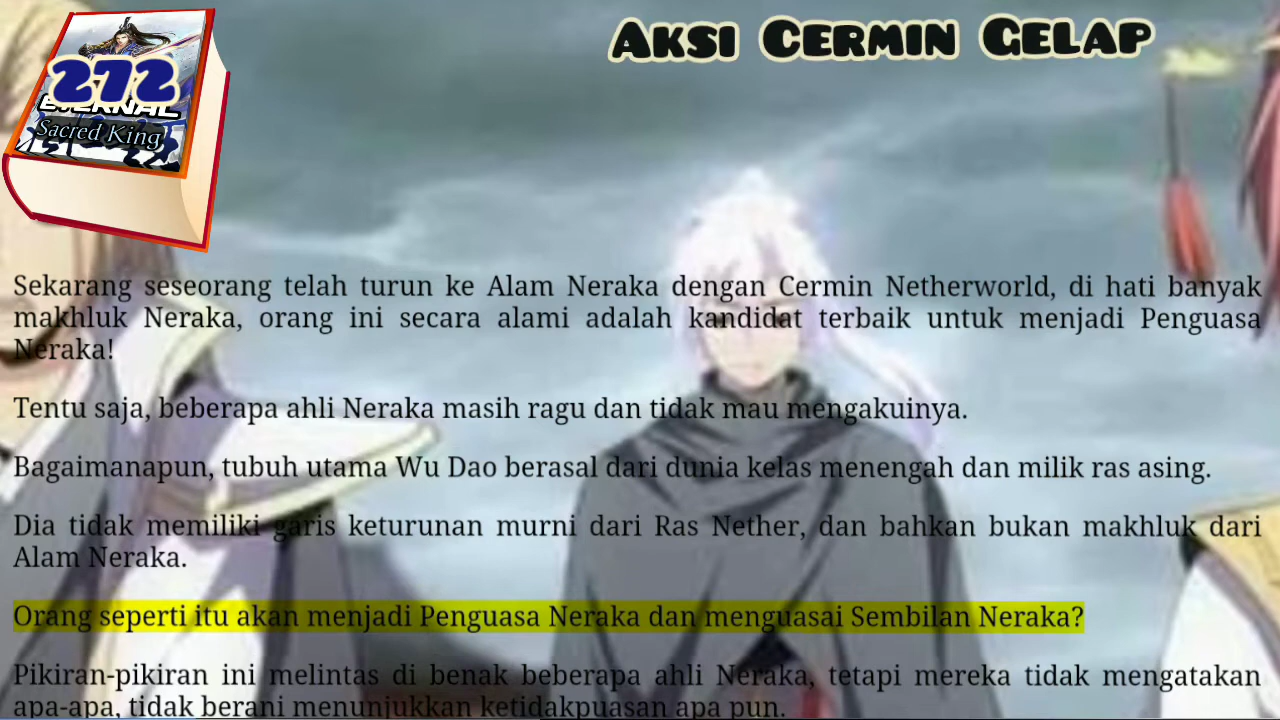 Aksi Cermin Gelap
272
ETERNAL
Sacred King
Sekarang seseorang telah turun ke Alam Neraka dengan Cermin Netherworld, di hati banyak
makhluk Neraka, orang ini secara alami adalah kandidat terbaik untuk menjadi Penguasa
Neraka!
Tentu saja, beberapa ahli Neraka masih ragu dan tidak mau mengakuinya.
Bagaimanapun, tubuh utama Wu Dao berasal dari dunia kelas menengah dan milik ras asing.
Dia tidak memiliki garis keturunan murni dari Ras Nether, dan bahkan bukan makhluk dari
Alam Neraka.
Orang seperti itu akan menjadi Penguasa Neraka dan menguasai Sembilan Neraka?
Pikiran-pikiran ini melintas di benak beberapa ahli Neraka, tetapi mereka tidak mengatakan
apa-apa, tidak berani menunjukkan ketidakpuasan apa pun.